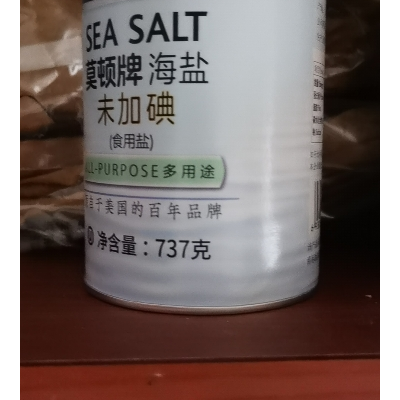 SEA SALT
莫顿牌 海盐
未加碘
(食用盐)
ALL-PURPOSE 多用途
于美国的百年品牌
净含量: 737克